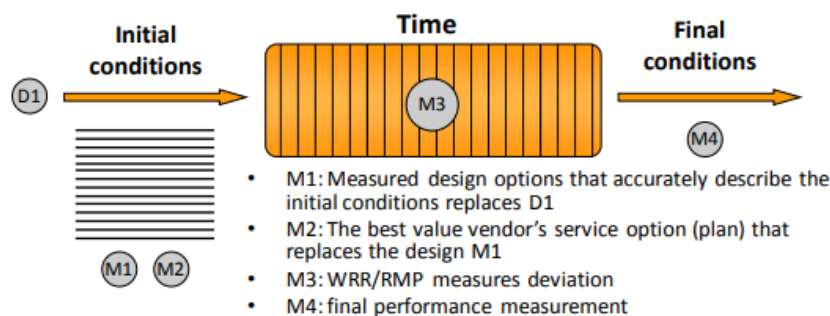 Time
Initial
conditions
Final
conditions
D1
M3
M4
M1
M2
• M1: Measured design options that accurately describe the
initial conditions replaces D1
• M2: The best value vendor's service option (plan) that
replaces the design M1
• M3: WRR/RMP measures deviation
• M4: final performance measurement